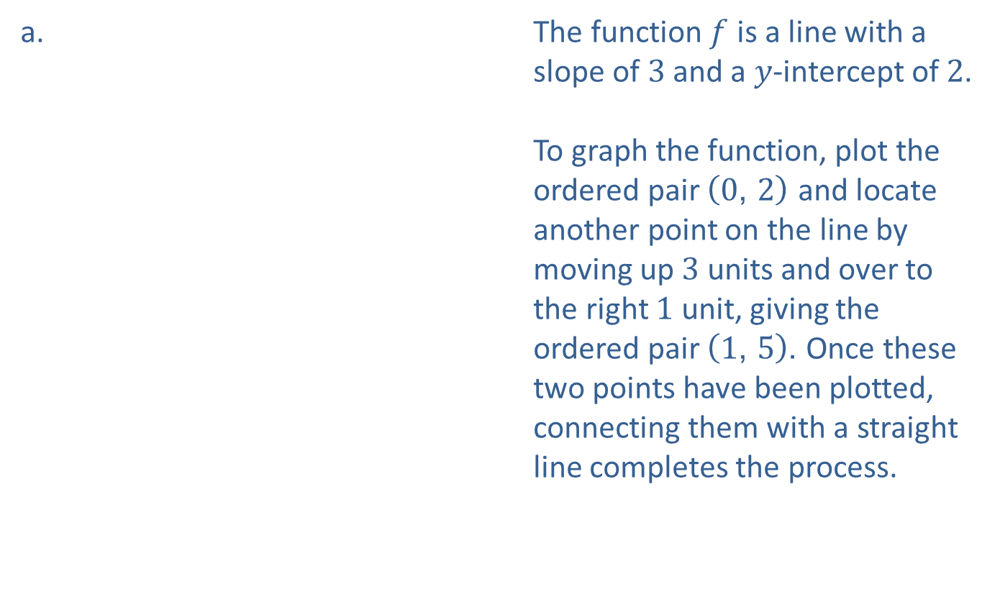 a.
The function f is a line with a
slope of 3 and a y-intercept of 2.
To graph the function, plot the
ordered pair (0, 2) and locate
another point on the line by
moving up 3 units and over to
the right 1 unit, giving the
ordered pair (1, 5). Once these
two points have been plotted,
connecting them with a straight
line completes the process.